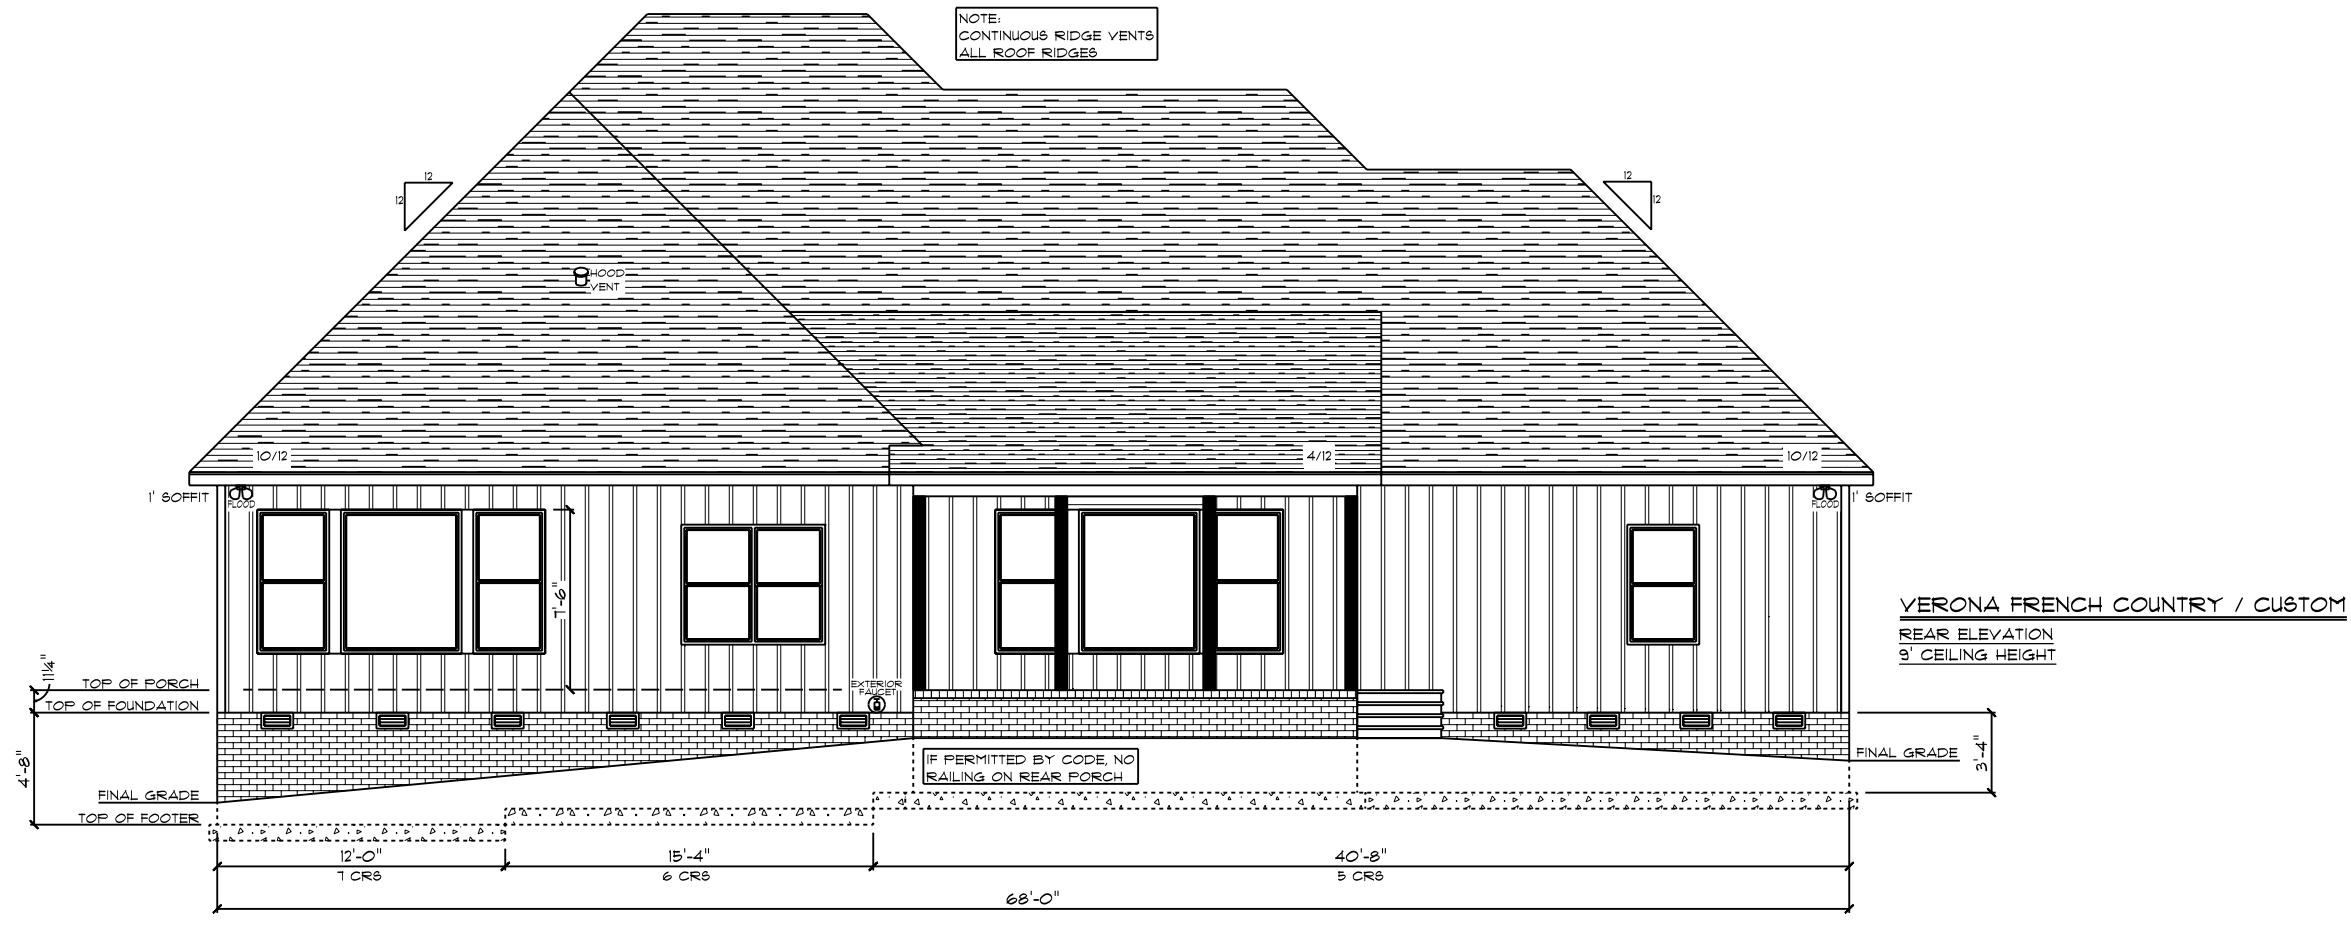 NOTE:
CONTINUOUS RIDGE VENTS
ALL ROOF RIDGES
12
12
12
12
HOOD
VENT
10/12
4/12
10/12
1' SOFFIT
FLOOD
FLOOD
1' SOFFIT
7'-6"
VERONA FRENCH COUNTRY / CUSTOM
REAR ELEVATION
9' CEILING HEIGHT
11¼"
TOP OF PORCH
EXTERIOR
FAUCET
TOP OF FOUNDATION
4'-8"
IF PERMITTED BY CODE, NO
RAILING ON REAR PORCH
FINAL GRADE
3'-4"
FINAL GRADE
TOP OF FOOTER
12'-0"
15'-4"
40'-8"
7 CRS
6 CRS
5 CRS
68'-0"